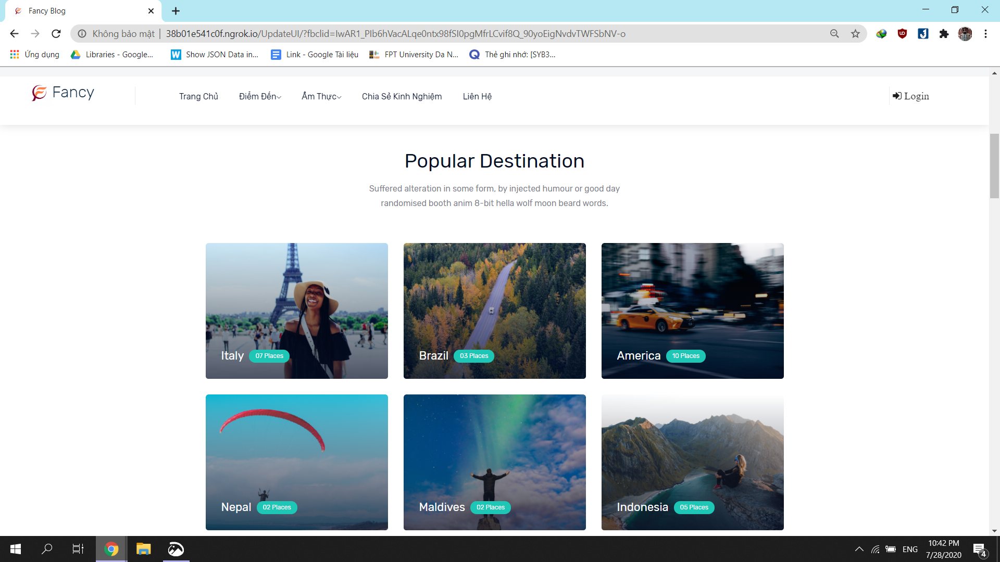 Fancy Blog
Không bảo mật | 38b01e541c0f.ngrok.io/UpdateUI/?fbclid=IwAR1_PIb6hVacALqe0ntx98fSI0pgMfrLCvif8Q_90yoEigNvdvTWFSbNV-o
Ứng dụng Libraries - Google... Show JSON Data in... Link - Google Tài liệu FPT University Da N... Thẻ ghi nhớ: [SYB3...
Fancy Trang Chủ Điểm Đến Ẩm Thực Chia Sẻ Kinh Nghiệm Liên Hệ Login
Popular Destination
Suffered alteration in some form, by injected humour or good day
randomised booth anim 8-bit hella wolf moon beard words.
Italy 07 Places
Brazil 03 Places
America 10 Places
Nepal 02 Places
Maldives 02 Places
Indonesia 05 Places
ENG
10:42 PM
7/28/2020
4